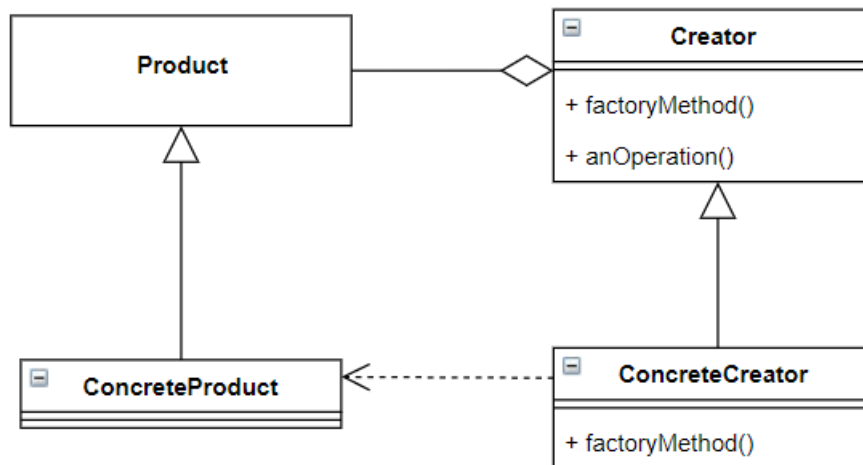 Product
Creator
+ factoryMethod()
+ anOperation()
ConcreteProduct
ConcreteCreator
+ factoryMethod()